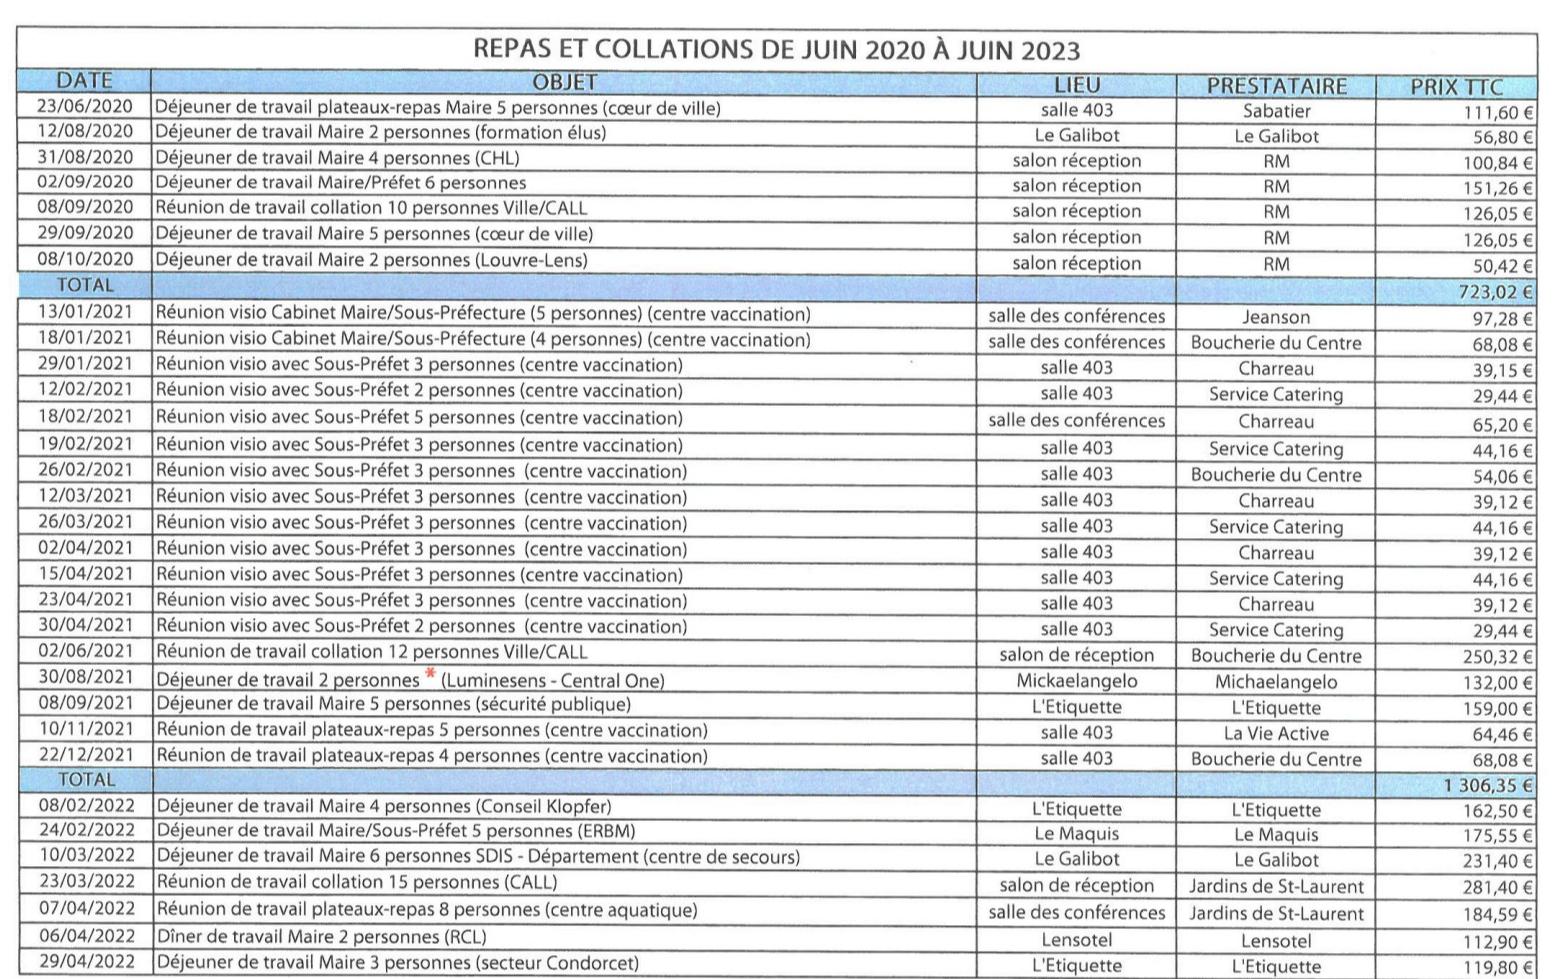 REPAS ET COLLATIONS DE JUIN 2020 À JUIN 2023
DATE OBJET LIEU PRESTATAIRE PRIX TTC
23/06/2020 Déjeuner de travail plateaux-repas Maire 5 personnes (cœur de ville) salle 403 Sabatier 111,60 €
12/08/2020 Déjeuner de travail Maire 2 personnes (formation élus) Le Galibot Le Galibot 56,80 €
31/08/2020 Déjeuner de travail Maire 4 personnes (CHL) salon réception RM 100,84 €
02/09/2020 Déjeuner de travail Maire/Préfet 6 personnes salon réception RM 151,26 €
08/09/2020 Réunion de travail collation 10 personnes Ville/CALL salon réception RM 126,05 €
29/09/2020 Déjeuner de travail Maire 5 personnes (cœur de ville) salon réception RM 126,05 €
08/10/2020 Déjeuner de travail Maire 2 personnes (Louvre-Lens) salon réception RM 50,42 €
TOTAL 723,02 €
13/01/2021 Réunion visio Cabinet Maire/Sous-Préfecture (5 personnes) (centre vaccination) salle des conférences Jeanson 97,28 €
18/01/2021 Réunion visio Cabinet Maire/Sous-Préfecture (4 personnes) (centre vaccination) salle des conférences Boucherie du Centre 68,08 €
29/01/2021 Réunion visio avec Sous-Préfet 3 personnes (centre vaccination) salle 403 Charreau 39,15 €
12/02/2021 Réunion visio avec Sous-Préfet 2 personnes (centre vaccination) salle 403 Service Catering 29,44 €
18/02/2021 Réunion visio avec Sous-Préfet 5 personnes (centre vaccination) salle des conférences Charreau 65,20 €
19/02/2021 Réunion visio avec Sous-Préfet 3 personnes (centre vaccination) salle 403 Service Catering 44,16 €
26/02/2021 Réunion visio avec Sous-Préfet 3 personnes (centre vaccination) salle 403 Boucherie du Centre 54,06 €
12/03/2021 Réunion visio avec Sous-Préfet 3 personnes (centre vaccination) salle 403 Charreau 39,12 €
26/03/2021 Réunion visio avec Sous-Préfet 3 personnes (centre vaccination) salle 403 Service Catering 44,16 €
02/04/2021 Réunion visio avec Sous-Préfet 3 personnes (centre vaccination) salle 403 Charreau 39,12 €
15/04/2021 Réunion visio avec Sous-Préfet 3 personnes (centre vaccination) salle 403 Service Catering 44,16 €
23/04/2021 Réunion visio avec Sous-Préfet 3 personnes (centre vaccination) salle 403 Charreau 39,12 €
30/04/2021 Réunion visio avec Sous-Préfet 2 personnes (centre vaccination) salle 403 Service Catering 29,44 €
02/06/2021 Réunion de travail collation 12 personnes Ville/CALL salon de réception Boucherie du Centre 250,32 €
30/08/2021 Déjeuner de travail 2 personnes * (Luminesens - Central One) Mickaelangelo Michaelangelo 132,00 €
08/09/2021 Déjeuner de travail Maire 5 personnes (sécurité publique) L'Etiquette L'Etiquette 159,00 €
10/11/2021 Réunion de travail plateaux-repas 5 personnes (centre vaccination) salle 403 La Vie Active 64,46 €
22/12/2021 Réunion de travail plateaux-repas 4 personnes (centre vaccination) salle 403 Boucherie du Centre 68,08 €
TOTAL 1 306,35 €
08/02/2022 Déjeuner de travail Maire 4 personnes (Conseil Klopfer) L'Etiquette L'Etiquette 162,50 €
24/02/2022 Déjeuner de travail Maire/Sous-Préfet 5 personnes (ERBM) Le Maquis Le Maquis 175,55 €
10/03/2022 Déjeuner de travail Maire 6 personnes SDIS - Département (centre de secours) Le Galibot Le Galibot 231,40 €
23/03/2022 Réunion de travail collation 15 personnes (CALL) salon de réception Jardins de St-Laurent 281,40 €
07/04/2022 Réunion de travail plateaux-repas 8 personnes (centre aquatique) salle des conférences Jardins de St-Laurent 184,59 €
06/04/2022 Dîner de travail Maire 2 personnes (RCL) Lensotel Lensotel 112,90 €
29/04/2022 Déjeuner de travail Maire 3 personnes (secteur Condorcet) L'Etiquette L'Etiquette 119,80 €